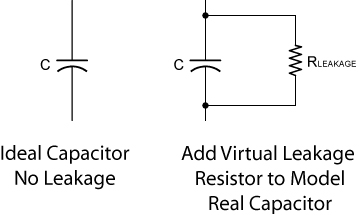 C
C
RLEAKAGE
Ideal Capacitor
No Leakage
Add Virtual Leakage
Resistor to Model
Real Capacitor